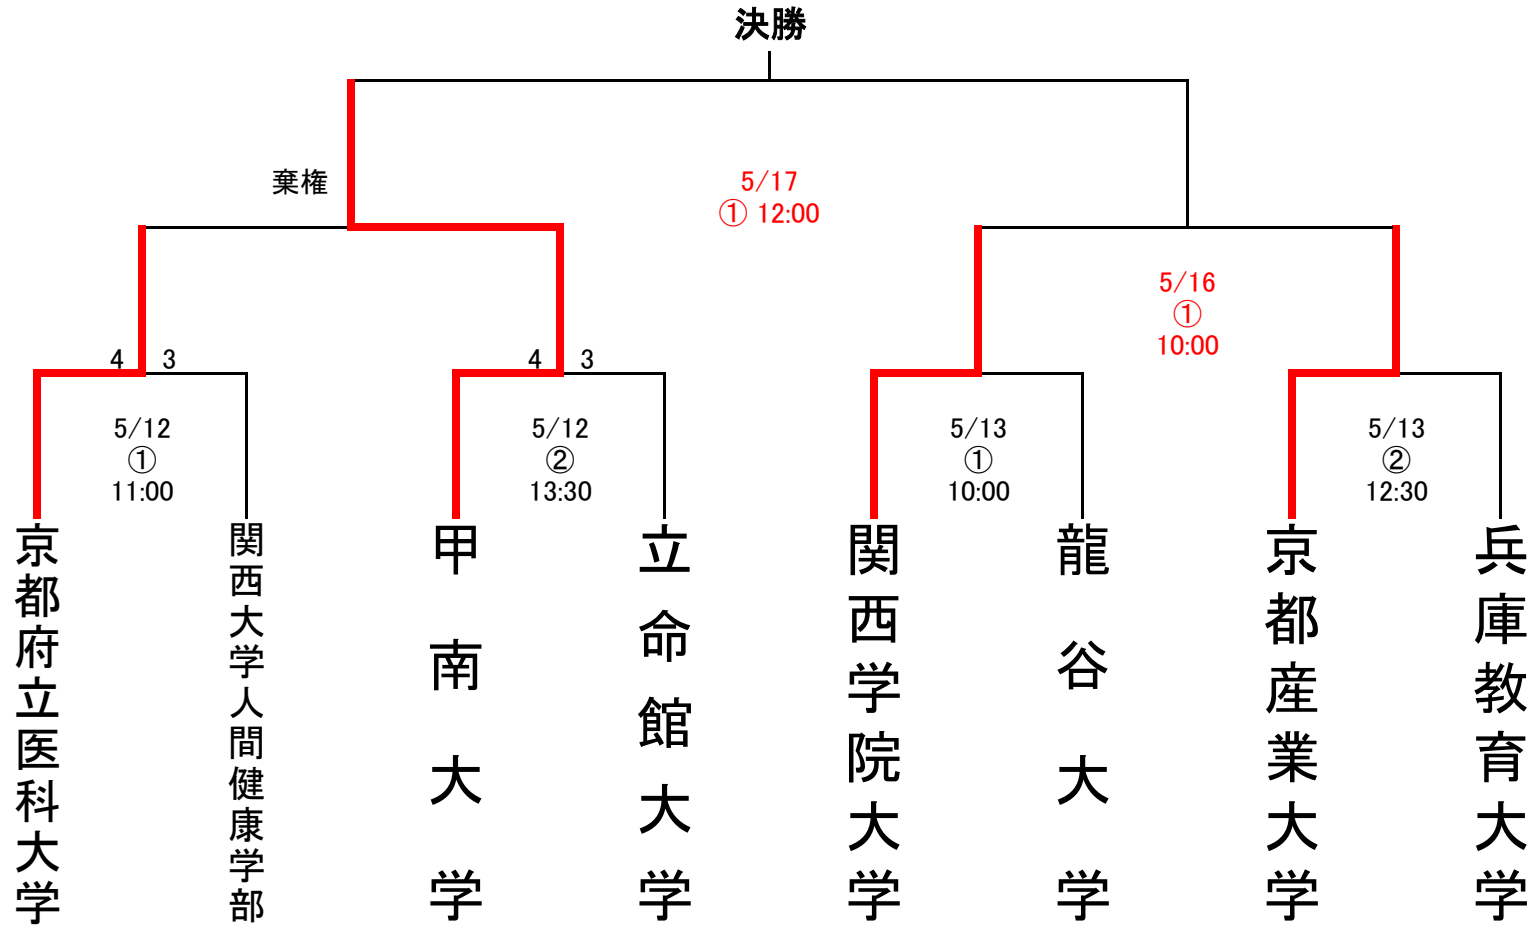 決勝
棄権
5/17
① 12:00
5/16
①
10:00
4 3
4 3
5/12
①
11:00
5/12
②
13:30
5/13
①
10:00
5/13
②
12:30
京都府立医科大学
関西大学人間健康学部
甲南大学
立命館大学
関西学院大学
龍谷大学
京都産業大学
兵庫教育大学